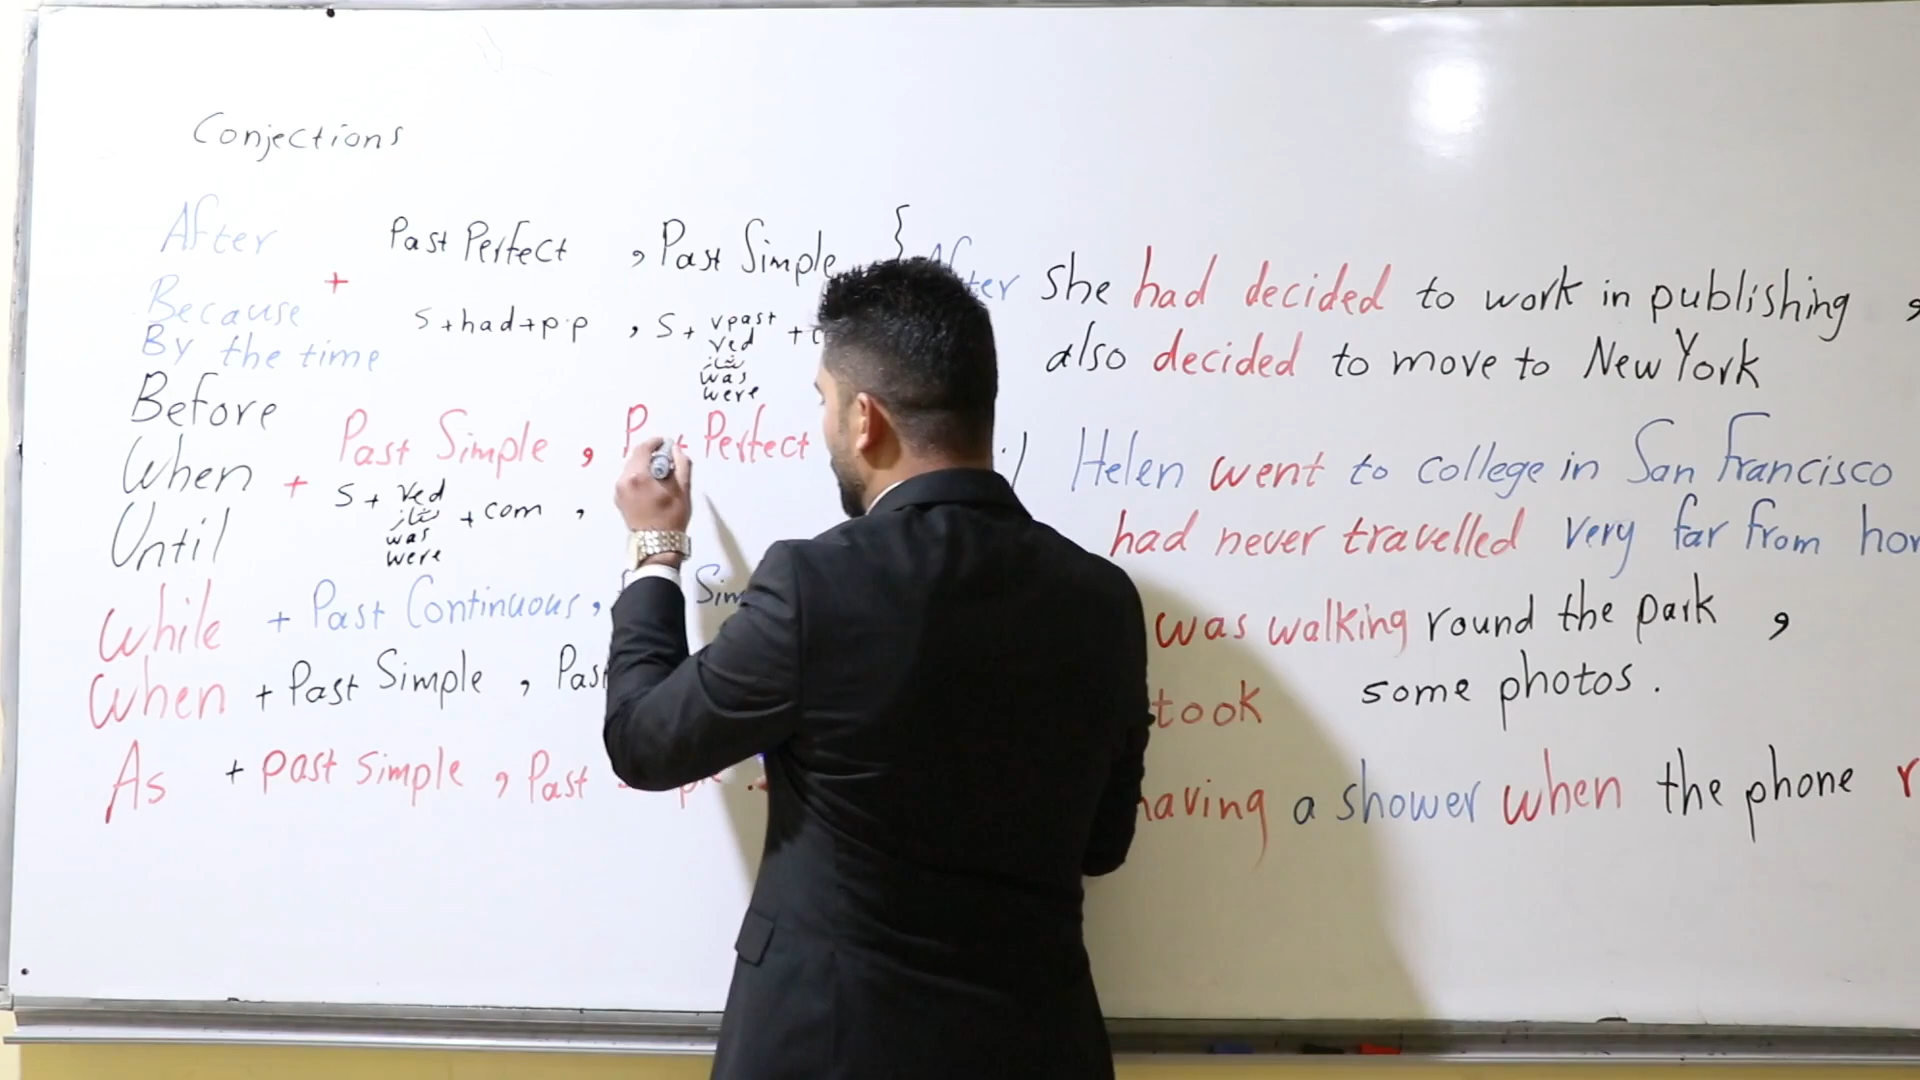 Conjections
After
Because
By the time
+
Past Perfect , Past Simple {
s+had+p.p , S+ vpast +
ved
شاز
was
were
Before
When
Until
+ Past Simple , Past Perfect
S + ved + com ,
شاز
was
were
While + Past Continuous , Sim
When + Past Simple , Past
As + past simple , Past simple
After she had decided to work in publishing ,
also decided to move to New York
Helen went to college in San Francisco
had never travelled very far from
was walking round the park ,
took some photos .
having a shower when the phone